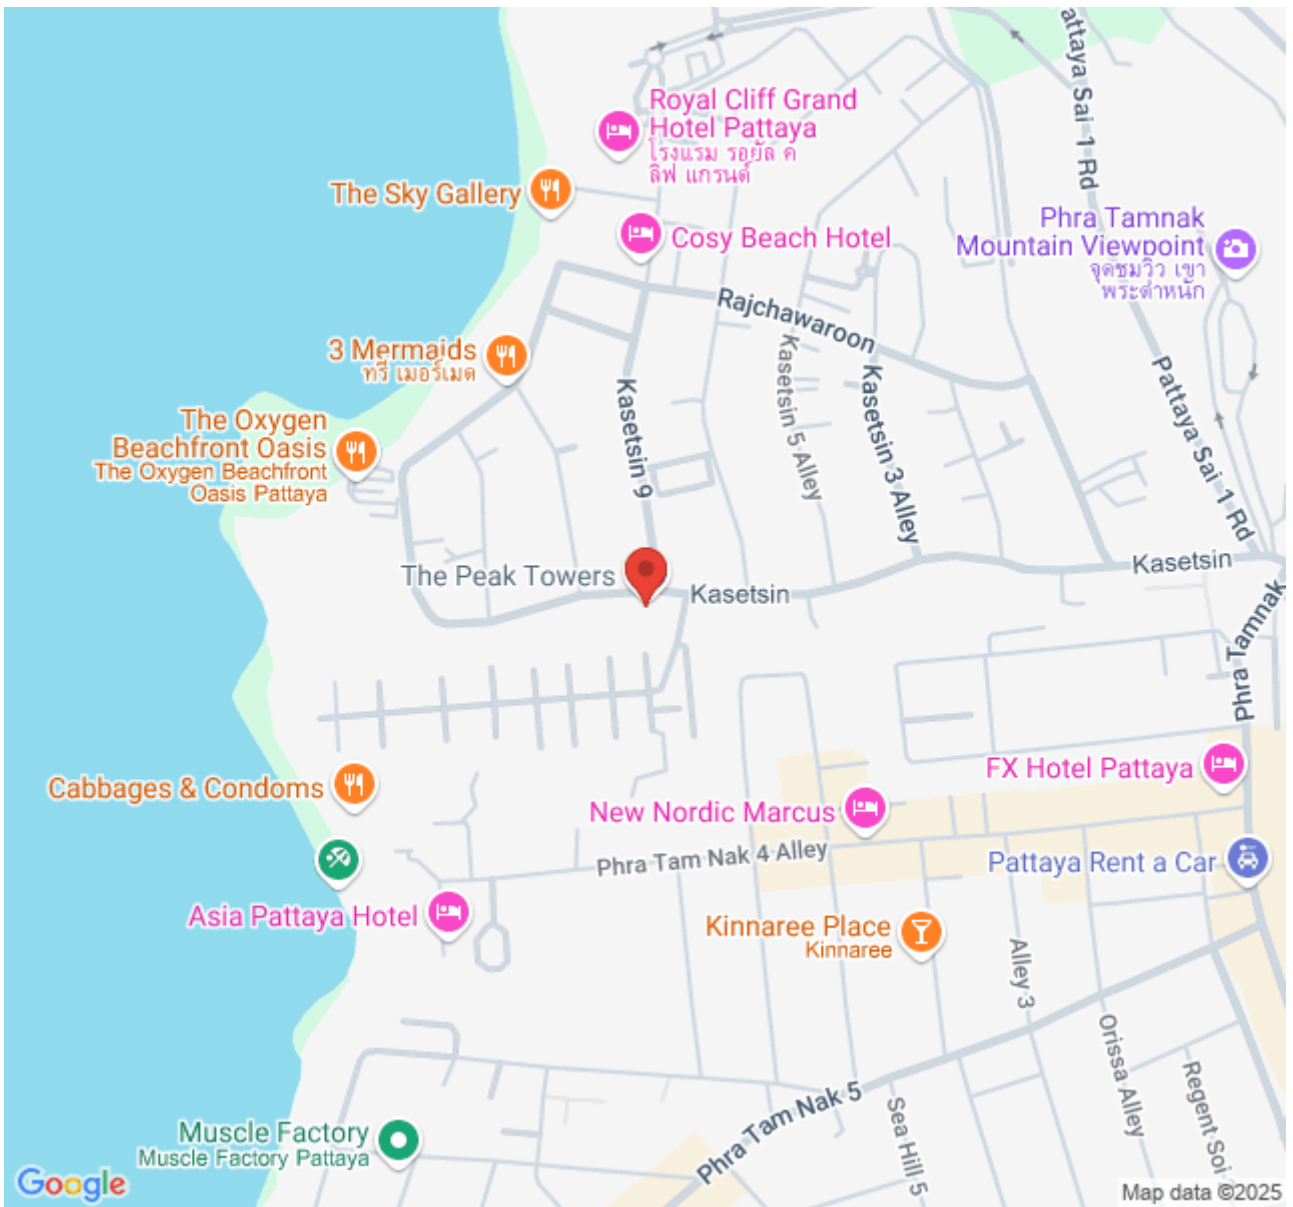 attaya Sai 1 Rd
Royal Cliff Grand
Hotel Pattaya
โรงแรม รอยัล ค
ลิฟ แกรนด์
The Sky Gallery
Cosy Beach Hotel
Phra Tamnak
Mountain Viewpoint
จุดชมวิว เขา
พระตำหนัก
Rajchawaroon
3 Mermaids
ทรี เมอร์เมด
Kasetsin 9
Kasetsin 5 Alley
Kasetsin 3 Alley
Pattaya Sai 1 Rd
The Oxygen
Beachfront Oasis
The Oxygen Beachfront
Oasis Pattaya
The Peak Towers
Kasetsin
Kasetsin
Phra Tamnak
Cabbages & Condoms
FX Hotel Pattaya
New Nordic Marcus
Phra Tam Nak 4 Alley
Pattaya Rent a Car
Asia Pattaya Hotel
Kinnaree Place
Kinnaree
Alley 3
Orissa Alley
Regent Soi
Phra Tam Nak 5
Sea Hill 5
Muscle Factory
Muscle Factory Pattaya
Google
Map data ©2025